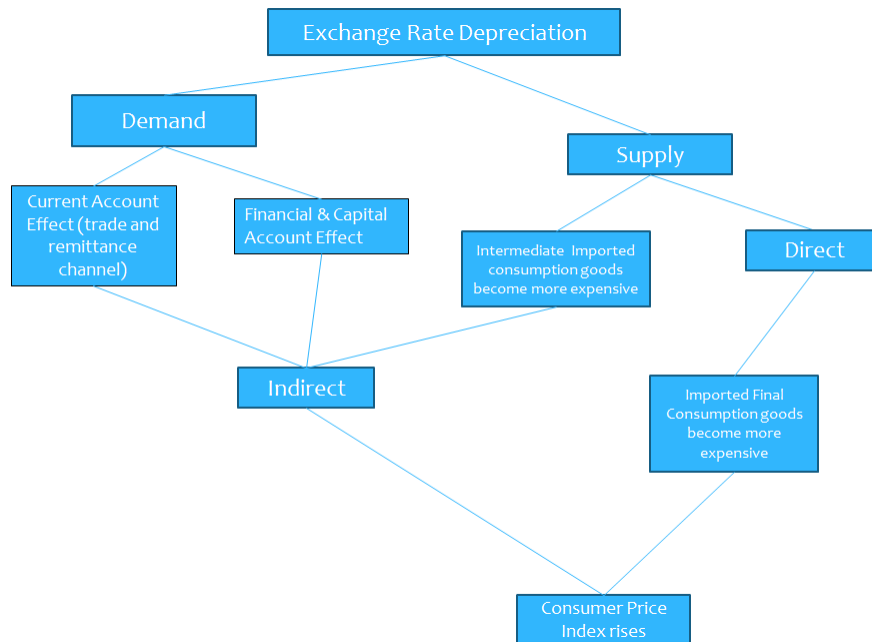 Exchange Rate Depreciation
Demand
Supply
Current Account
Effect (trade and
remittance
channel)
Financial & Capital
Account Effect
Intermediate Imported
consumption goods
become more expensive
Direct
Indirect
Imported Final
Consumption goods
become more
expensive
Consumer Price
Index rises